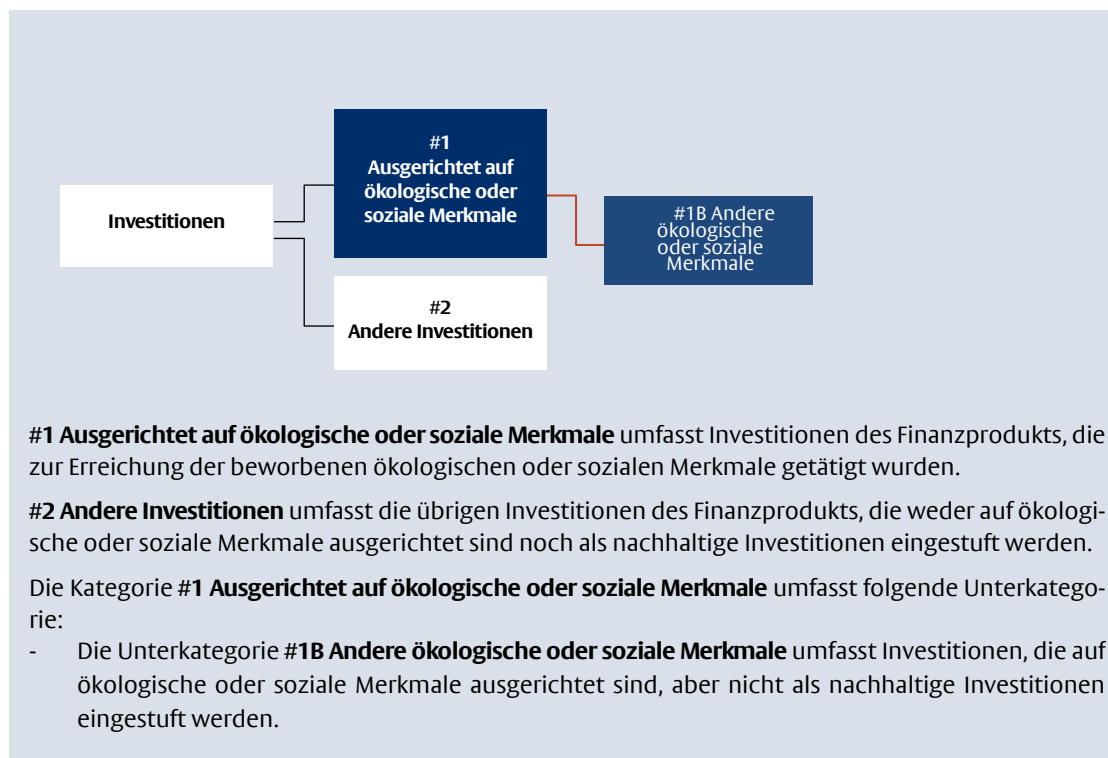 #1
Ausgerichtet auf
ökologische oder
soziale Merkmale
Investitionen
#1B Andere
ökologische
oder soziale
Merkmale
#2
Andere Investitionen
#1 Ausgerichtet auf ökologische oder soziale Merkmale umfasst Investitionen des Finanzprodukts, die
zur Erreichung der beworbenen ökologischen oder sozialen Merkmale getätigt wurden.
#2 Andere Investitionen umfasst die übrigen Investitionen des Finanzprodukts, die weder auf ökologi-
sche oder soziale Merkmale ausgerichtet sind noch als nachhaltige Investitionen eingestuft werden.
Die Kategorie #1 Ausgerichtet auf ökologische oder soziale Merkmale umfasst folgende Unterkatego-
rie:
- Die Unterkategorie #1B Andere ökologische oder soziale Merkmale umfasst Investitionen, die auf
ökologische oder soziale Merkmale ausgerichtet sind, aber nicht als nachhaltige Investitionen
eingestuft werden.